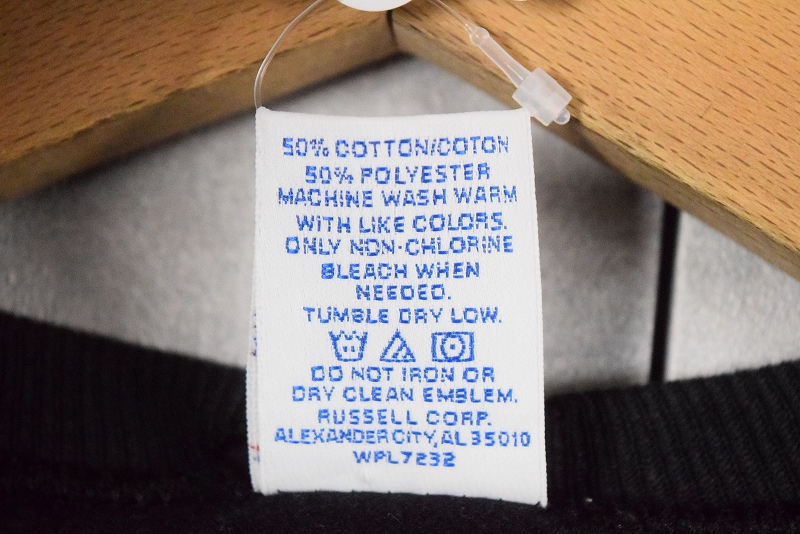 50% COTTON/COTON
50% POLYESTER
MACHINE WASH WARM
WITH LIKE COLORS.
ONLY NON-CHLORINE
BLEACH WHEN
NEEDED.
TUMBLE DRY LOW.
DO NOT IRON OR
DRY CLEAN EMBLEM.
RUSSELL CORP.
ALEXANDER CITY, AL 35010
WPL7232